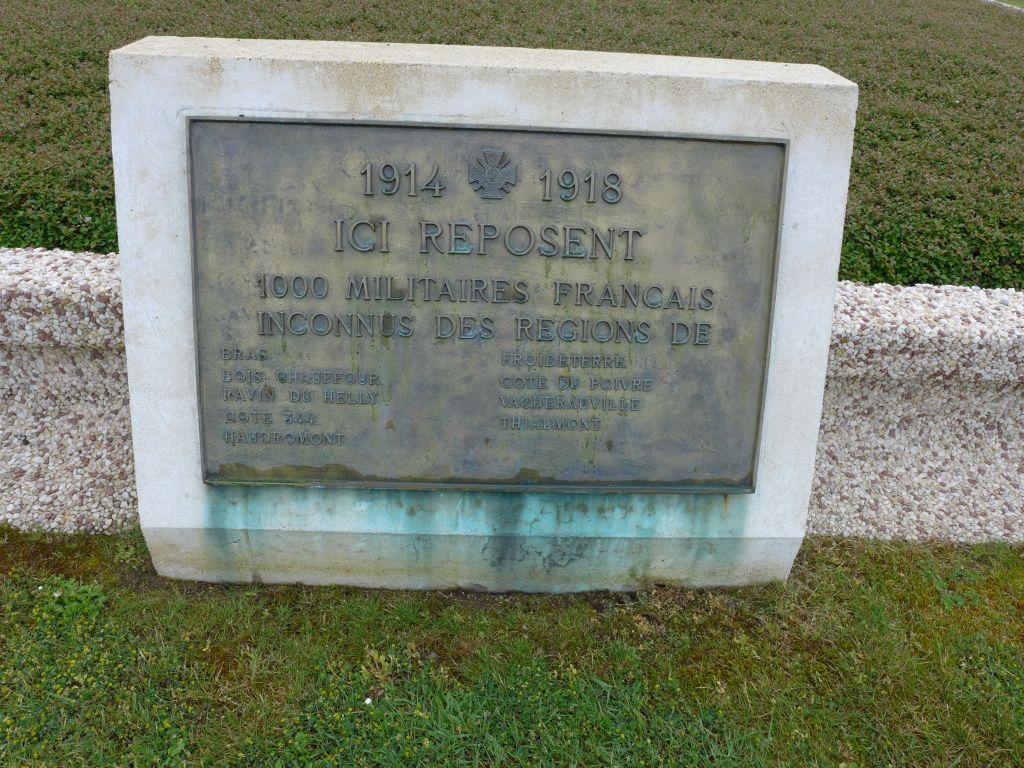 1914 1918
ICI REPOSENT
1000 MILITAIRES FRANCAIS
INCONNUS DES REGIONS DE
BRAS
BOIS CHAUFFOUR
RAVIN DU HELLY
COTE 344
HAUDROMONT
FROIDETERRE
COTE DU POIVRE
VACHERAUVILLE
THIAUMONT